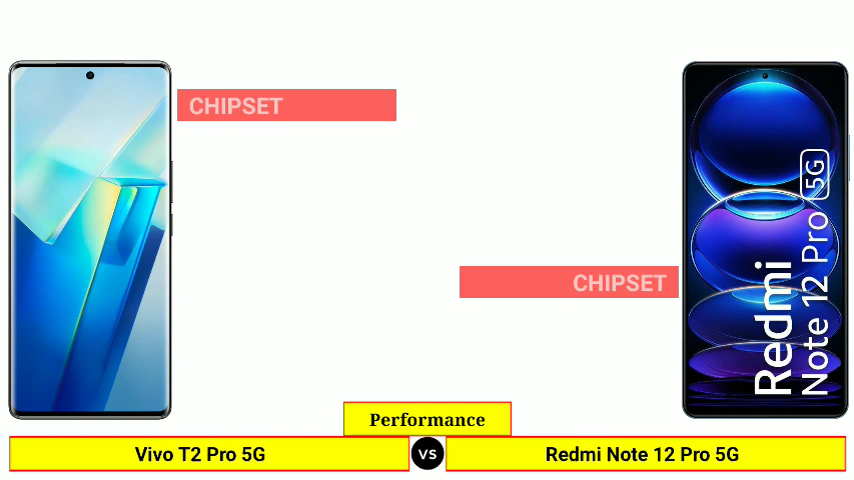 CHIPSET
CHIPSET
Redmi
Note 12 Pro 5G
Performance
Vivo T2 Pro 5G
VS
Redmi Note 12 Pro 5G